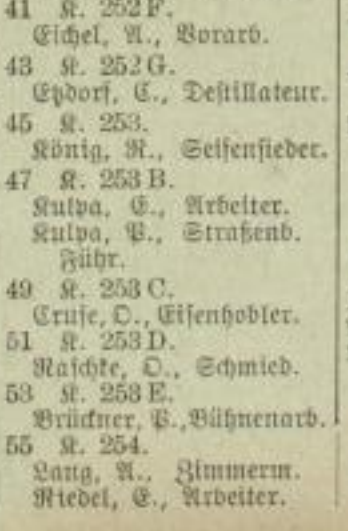 41 K. 252 F.
Eichel, A., Vorarb.
43 K. 252 G.
Etzdorf, C., Destillateur.
45 K. 253.
König, R., Seifensieder.
47 K. 253 B.
Kulpa, E., Arbeiter.
Kulpa, P., Straßenb.
Führ.
49 K. 253 C.
Cruse, O., Eisenhobler.
51 K. 253 D.
Raschke, O., Schmied.
53 K. 253 E.
Brückner, P., Bühnenarb.
55 K. 254.
Lang, A., Zimmerm.
Riedel, E., Arbeiter.